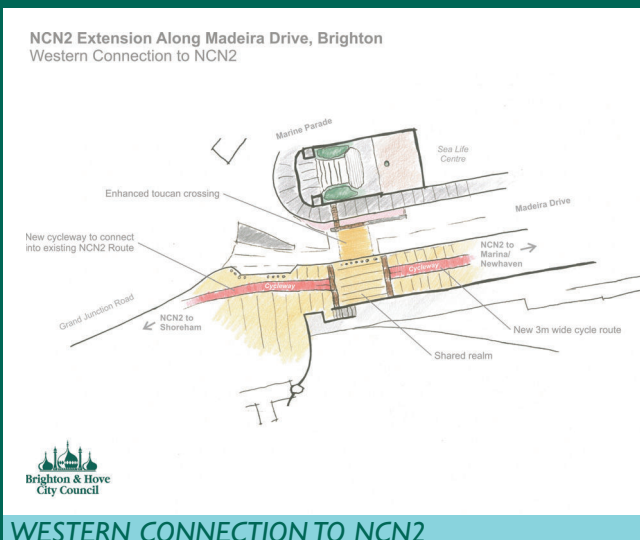 NCN2 Extension Along Madeira Drive, Brighton
Western Connection to NCN2
Marine Parade
Sea Life
Centre
Enhanced toucan crossing
Madeira Drive
New cycleway to connect
into existing NCN2 Route
NCN2 to
Marina/
Newhaven
Cycleway
Cycleway
Grand Junction Road
NCN2 to
Shoreham
New 3m wide cycle route
Shared realm
Brighton & Hove
City Council
WESTERN CONNECTION TO NCN2